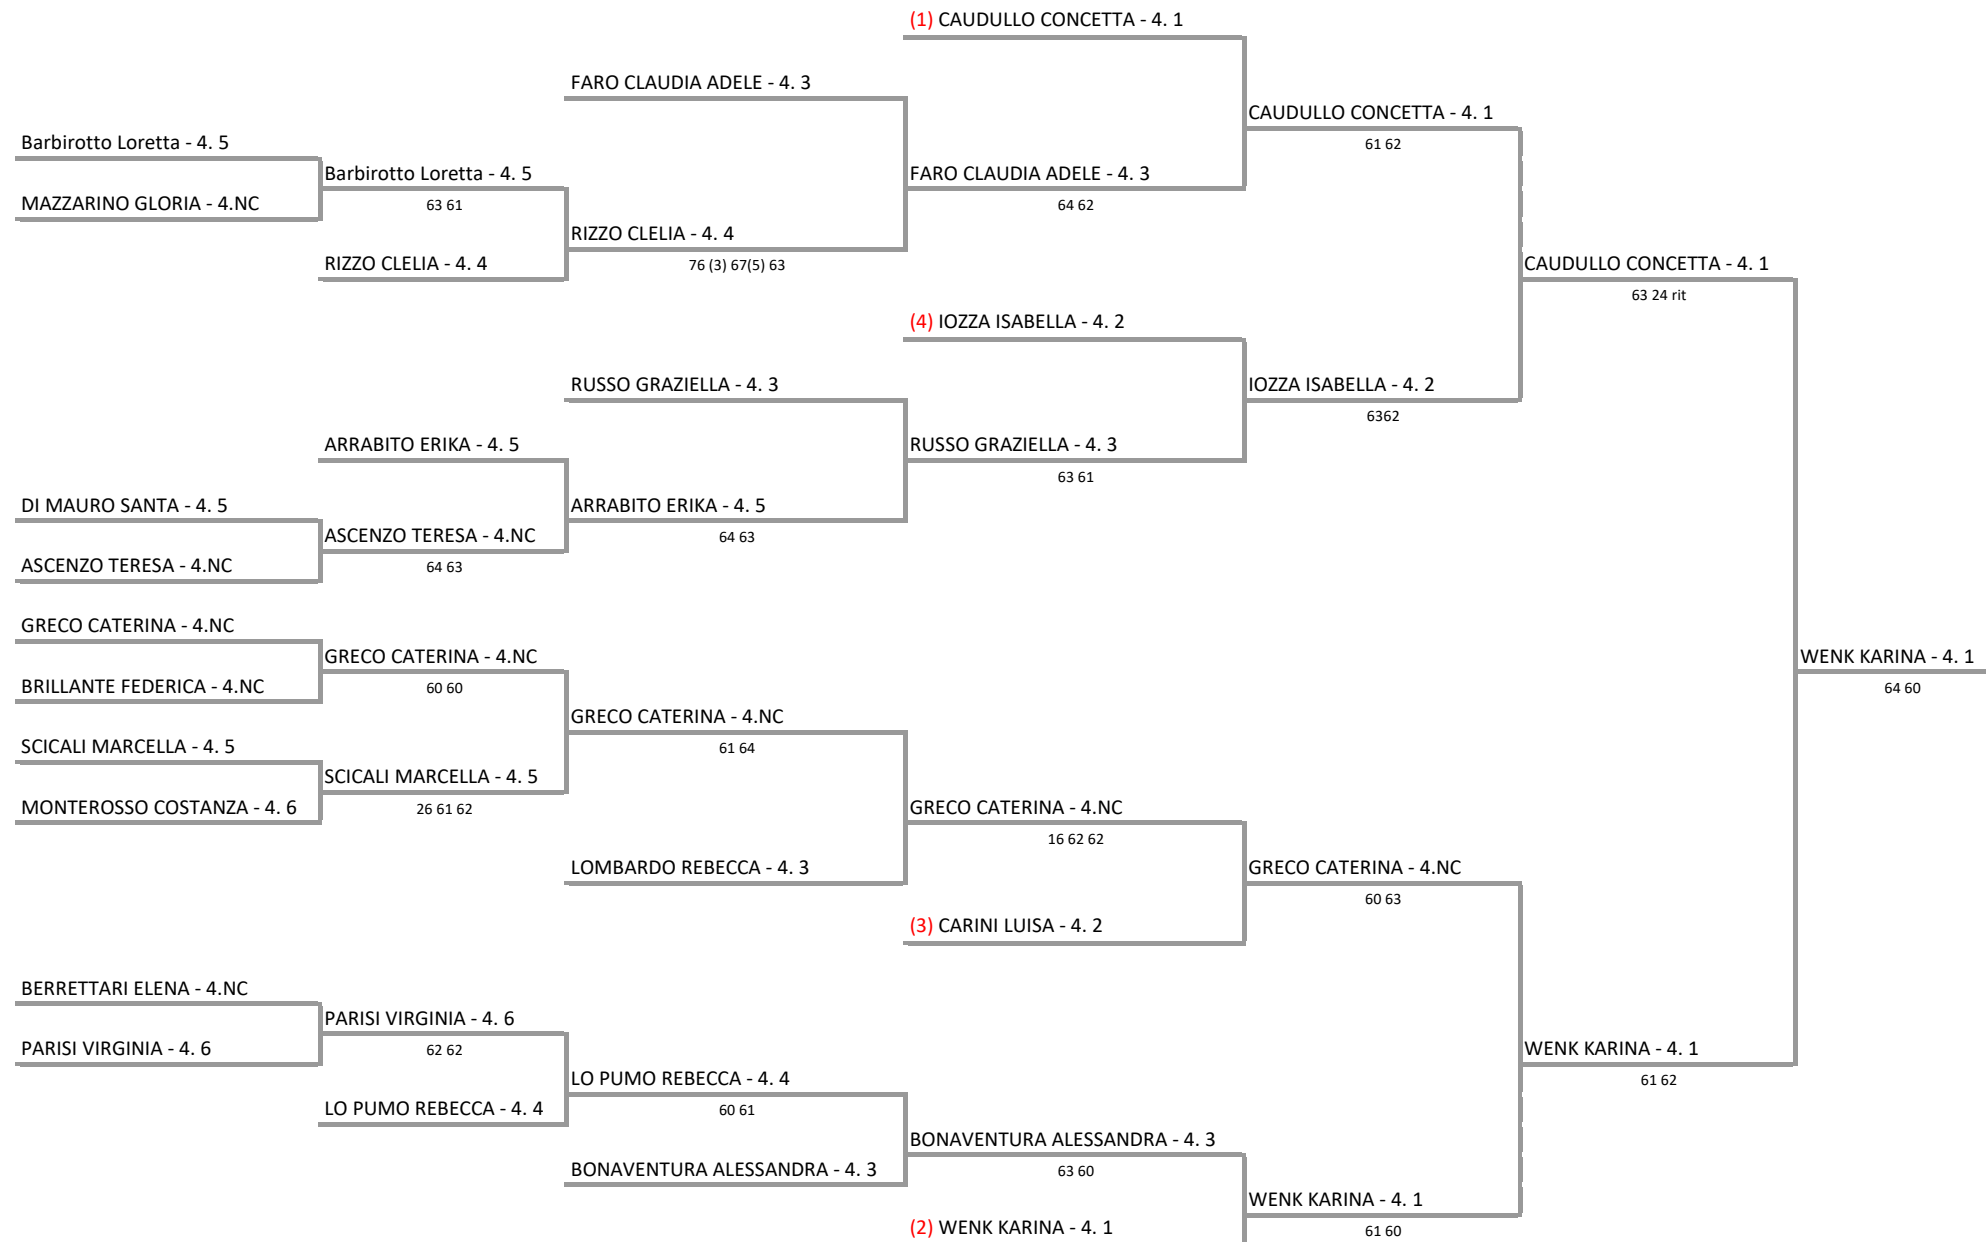 (1) CAUDULLO CONCETTA - 4. 1
FARO CLAUDIA ADELE - 4. 3
CAUDULLO CONCETTA - 4. 1
61 62
Barbirotto Loretta - 4. 5
Barbirotto Loretta - 4. 5
63 61
FARO CLAUDIA ADELE - 4. 3
64 62
MAZZARINO GLORIA - 4.NC
RIZZO CLELIA - 4. 4
76 (3) 67(5) 63
RIZZO CLELIA - 4. 4
CAUDULLO CONCETTA - 4. 1
63 24 rit
(4) IOZZA ISABELLA - 4. 2
RUSSO GRAZIELLA - 4. 3
IOZZA ISABELLA - 4. 2
6362
ARRABITO ERIKA - 4. 5
RUSSO GRAZIELLA - 4. 3
63 61
DI MAURO SANTA - 4. 5
ARRABITO ERIKA - 4. 5
64 63
ASCENZO TERESA - 4.NC
64 63
ASCENZO TERESA - 4.NC
GRECO CATERINA - 4.NC
GRECO CATERINA - 4.NC
60 60
WENK KARINA - 4. 1
64 60
BRILLANTE FEDERICA - 4.NC
GRECO CATERINA - 4.NC
61 64
SCICALI MARCELLA - 4. 5
SCICALI MARCELLA - 4. 5
26 61 62
MONTEROSSO COSTANZA - 4. 6
GRECO CATERINA - 4.NC
16 62 62
LOMBARDO REBECCA - 4. 3
GRECO CATERINA - 4.NC
60 63
(3) CARINI LUISA - 4. 2
BERRETTARI ELENA - 4.NC
PARISI VIRGINIA - 4. 6
62 62
PARISI VIRGINIA - 4. 6
WENK KARINA - 4. 1
61 62
LO PUMO REBECCA - 4. 4
60 61
LO PUMO REBECCA - 4. 4
BONAVENTURA ALESSANDRA - 4. 3
63 60
BONAVENTURA ALESSANDRA - 4. 3
WENK KARINA - 4. 1
61 60
(2) WENK KARINA - 4. 1